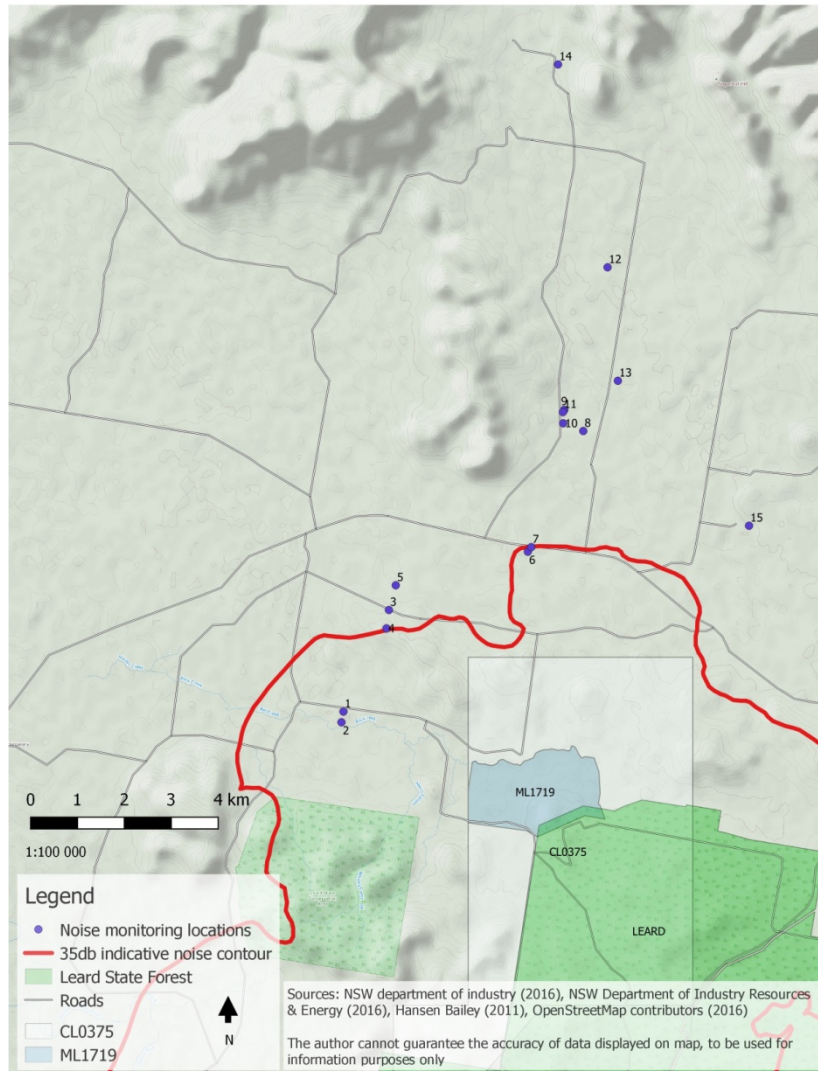 14
12
13
9
11
10
8
15
7
6
5
3
4
1
2
ML1719
CL0375
LEARD
0 1 2 3 4 km
1:100 000
Legend
Noise monitoring locations
35db indicative noise contour
Leard State Forest
Roads
CL0375
ML1719
N
Sources: NSW department of industry (2016), NSW Department of Industry Resources
& Energy (2016), Hansen Bailey (2011), OpenStreetMap contributors (2016)
The author cannot guarantee the accuracy of data displayed on map, to be used for
information purposes only